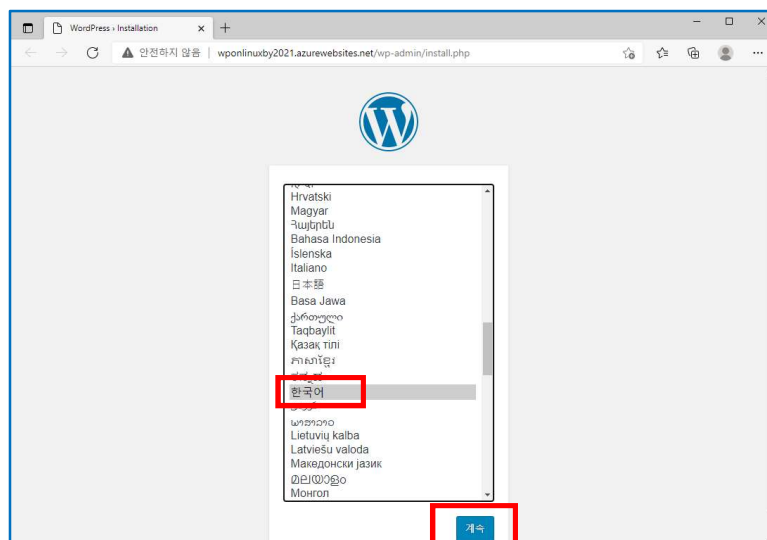 WordPress › Installation
안전하지 않음 | wponlinuxby2021.azurewebsites.net/wp-admin/install.php
Hrvatski
Magyar
Հայերեն
Bahasa Indonesia
Íslenska
Italiano
日本語
Basa Jawa
ქართული
Taqbaylit
Қазақ тілі
ភាសាខ្មែរ
한국어
ພາສາລາວ
Lietuvių kalba
Latviešu valoda
Македонски јазик
മലയാളം
Монгол
계속